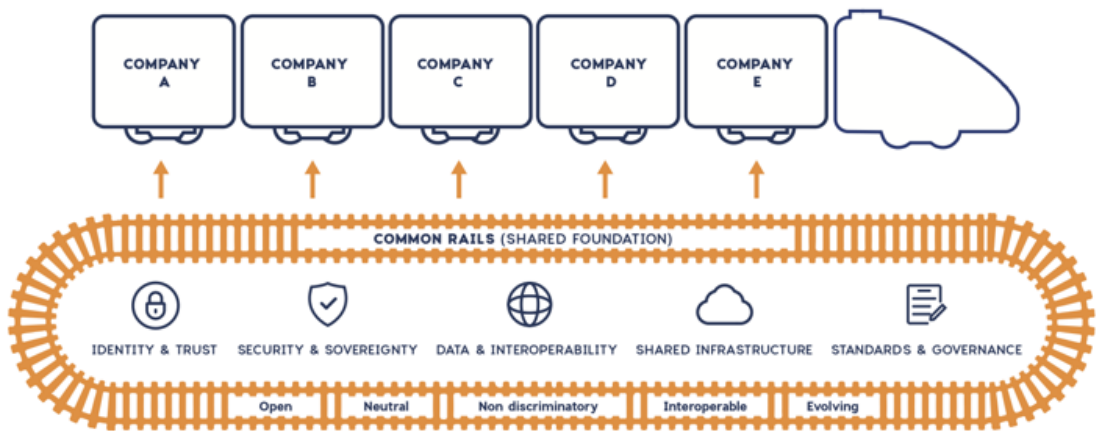 COMPANY
A
COMPANY
B
COMPANY
C
COMPANY
D
COMPANY
E
COMMON RAILS (SHARED FOUNDATION)
IDENTITY & TRUST
SECURITY & SOVEREIGNTY
DATA & INTEROPERABILITY
SHARED INFRASTRUCTURE
STANDARDS & GOVERNANCE
Open
Neutral
Non discriminatory
Interoperable
Evolving